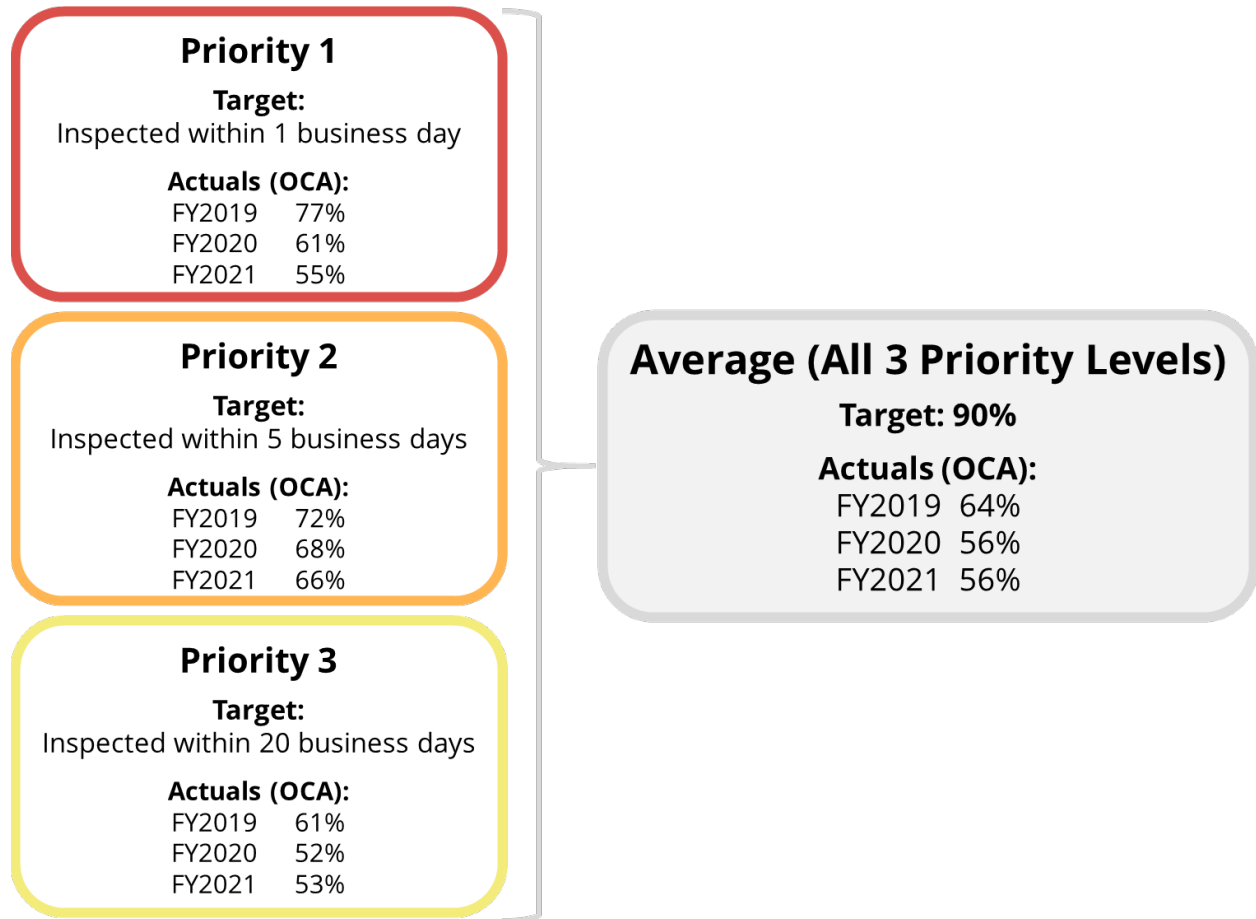 Priority 1
Target:
Inspected within 1 business day
Actuals (OCA):
FY2019 77%
FY2020 61%
FY2021 55%
Priority 2
Target:
Inspected within 5 business days
Actuals (OCA):
FY2019 72%
FY2020 68%
FY2021 66%
Priority 3
Target:
Inspected within 20 business days
Actuals (OCA):
FY2019 61%
FY2020 52%
FY2021 53%
Average (All 3 Priority Levels)
Target: 90%
Actuals (OCA):
FY2019 64%
FY2020 56%
FY2021 56%